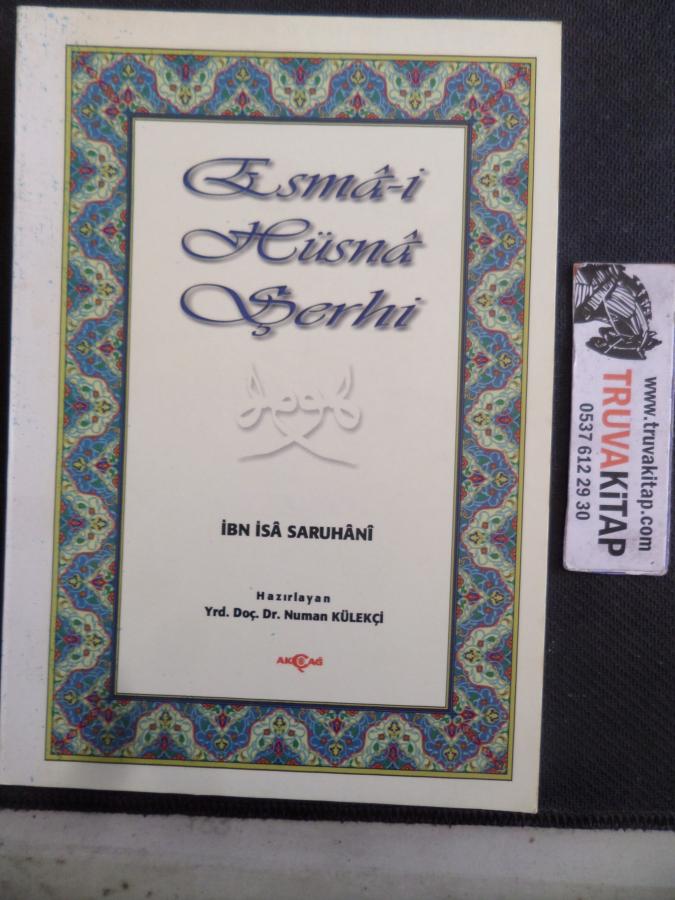 Esmâ-i
Hüsnâ
Şerhi
İBN İSÂ SARUHÂNÎ
Hazırlayan
Yrd. Doç. Dr. Numan KÜLEKÇİ
AKÇAĞ
www.truvakitap.com
TRUVAKİTAP
0537 612 29 30